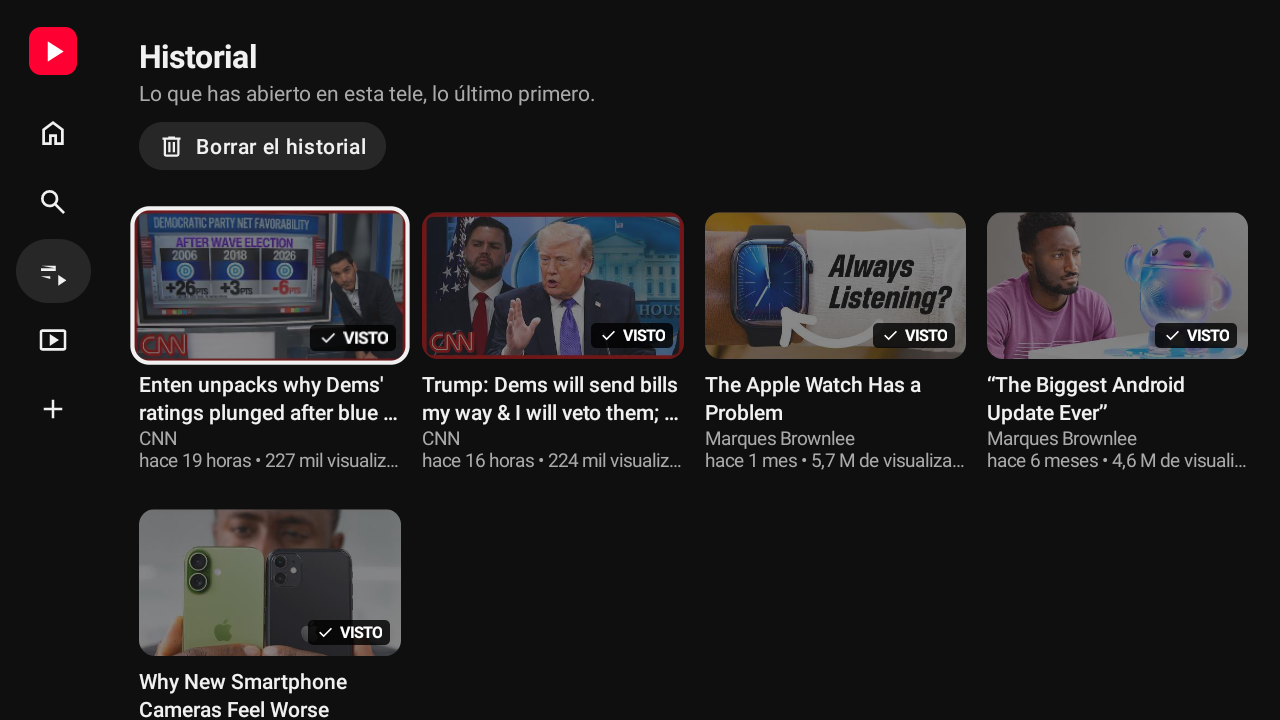 Historial
Lo que has abierto en esta tele, lo último primero.
Borrar el historial
DEMOCRATIC PARTY NET FAVORABILITY
AFTER WAVE ELECTION
2006 2018 2026
+26PTS +3PTS -6PTS
CNN
VISTO
CNN
VISTO
Always
Listening?
VISTO
VISTO
Enten unpacks why Dems'
ratings plunged after blue ...
CNN
hace 19 horas • 227 mil visualiz...
Trump: Dems will send bills
my way & I will veto them; ...
CNN
hace 16 horas • 224 mil visualiz...
The Apple Watch Has a
Problem
Marques Brownlee
hace 1 mes • 5,7 M de visualiza...
“The Biggest Android
Update Ever”
Marques Brownlee
hace 6 meses • 4,6 M de visuali...
VISTO
Why New Smartphone
Cameras Feel Worse